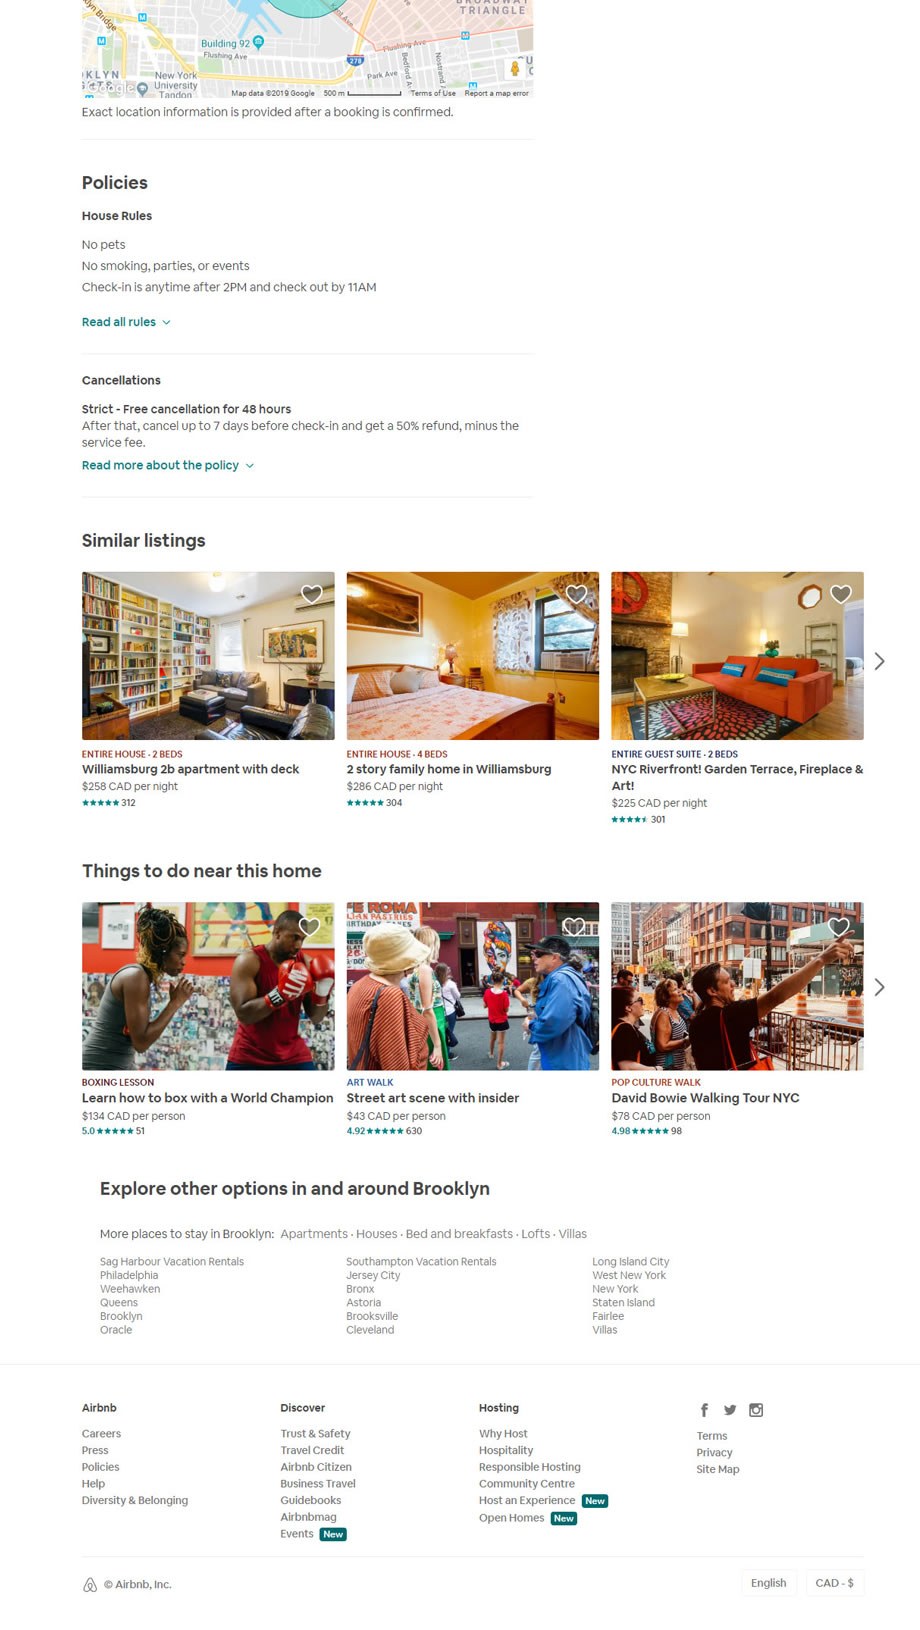 BROADWAY
TRIANGLE
klyn Bridge
Kent Ave
Building 92
Flushing Ave
Flushing Ave
278
Park Ave
Bedford Ave
Nostrand
New York
University
Tandon
Google
Map data ©2019 Google 500 m Terms of Use Report a map error
Exact location information is provided after a booking is confirmed.
Policies
House Rules
No pets
No smoking, parties, or events
Check-in is anytime after 2PM and check out by 11AM
Read all rules
Cancellations
Strict - Free cancellation for 48 hours
After that, cancel up to 7 days before check-in and get a 50% refund, minus the
service fee.
Read more about the policy
Similar listings
ENTIRE HOUSE · 2 BEDS
Williamsburg 2b apartment with deck
$258 CAD per night
312
ENTIRE HOUSE · 4 BEDS
2 story family home in Williamsburg
$286 CAD per night
304
ENTIRE GUEST SUITE · 2 BEDS
NYC Riverfront! Garden Terrace, Fireplace &
Art!
$225 CAD per night
301
Things to do near this home
BOXING LESSON
Learn how to box with a World Champion
$134 CAD per person
5.0 51
E ROMA
LIAN PASTRIES
BIRTHDAY CAKES
ART WALK
Street art scene with insider
$43 CAD per person
4.92 630
POP CULTURE WALK
David Bowie Walking Tour NYC
$78 CAD per person
4.98 98
Explore other options in and around Brooklyn
More places to stay in Brooklyn: Apartments · Houses · Bed and breakfasts · Lofts · Villas
Sag Harbour Vacation Rentals
Philadelphia
Weehawken
Queens
Brooklyn
Oracle
Southampton Vacation Rentals
Jersey City
Bronx
Astoria
Brooksville
Cleveland
Long Island City
West New York
New York
Staten Island
Fairlee
Villas
Airbnb
Careers
Press
Policies
Help
Diversity & Belonging
Discover
Trust & Safety
Travel Credit
Airbnb Citizen
Business Travel
Guidebooks
Airbnbmag
Events New
Hosting
Why Host
Hospitality
Responsible Hosting
Community Centre
Host an Experience New
Open Homes New
Terms
Privacy
Site Map
© Airbnb, Inc.
English
CAD - $